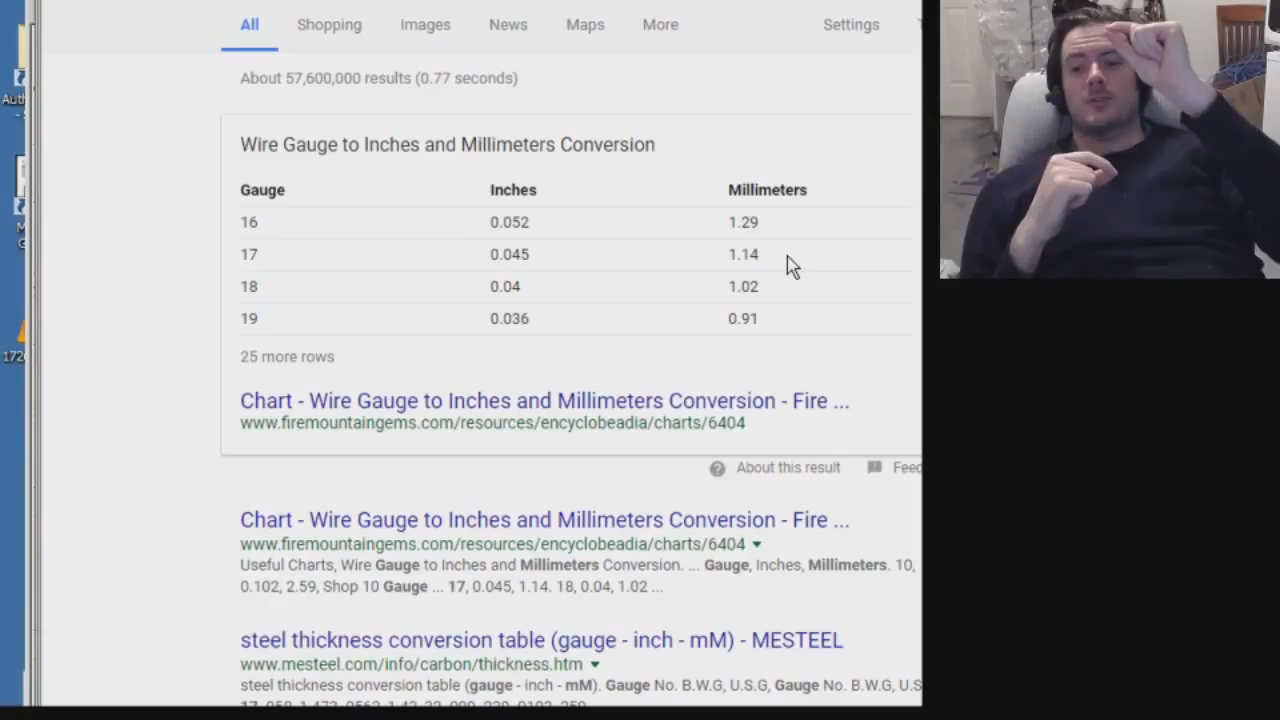 All Shopping Images News Maps More Settings
About 57,600,000 results (0.77 seconds)
Wire Gauge to Inches and Millimeters Conversion
Gauge Inches Millimeters
16 0.052 1.29
17 0.045 1.14
18 0.04 1.02
19 0.036 0.91
25 more rows
Chart - Wire Gauge to Inches and Millimeters Conversion - Fire ...
www.firemountaingems.com/resources/encyclobeadia/charts/6404
About this result Feed
Chart - Wire Gauge to Inches and Millimeters Conversion - Fire ...
www.firemountaingems.com/resources/encyclobeadia/charts/6404
Useful Charts, Wire Gauge to Inches and Millimeters Conversion. ... Gauge, Inches, Millimeters. 10,
0.102, 2.59, Shop 10 Gauge ... 17, 0.045, 1.14. 18, 0.04, 1.02 ...
steel thickness conversion table (gauge - inch - mM) - MESTEEL
www.mesteel.com/info/carbon/thickness.htm
steel thickness conversion table (gauge - inch - mM). Gauge No. B.W.G, U.S.G, Gauge No. B.W.G, U.S
Auth
172